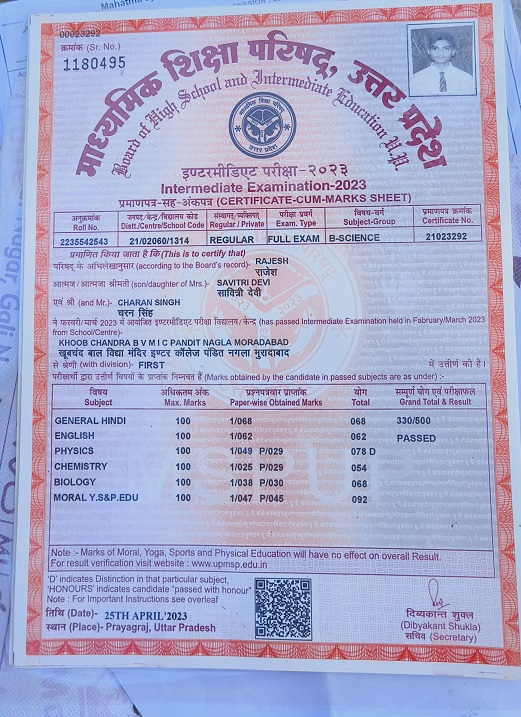 00023292
क्रमांक (Sr. No.)
1180495
माध्यमिक शिक्षा परिषद, उत्तर प्रदेश
Board of High School and Intermediate Education U.P.
इण्टरमीडिएट परीक्षा-२०२३
Intermediate Examination-2023
प्रमाणपत्र-सह-अंकपत्र (CERTIFICATE-CUM-MARKS SHEET)
अनुक्रमांक जनपद/केन्द्र/विद्यालय कोड संस्थागत/व्यक्तिगत परीक्षा प्रवर्ग विषय-वर्ग प्रमाणपत्र क्रमांक
Roll No. Distt./Centre/School Code Regular / Private Exam. Type Subject-Group Certificate No.
2235542543 21/02060/1314 REGULAR FULL EXAM B-SCIENCE 21023292
प्रमाणित किया जाता है कि (This is to certify that)
परिषद के अभिलेखानुसार (according to the Board's record)- RAJESH
राजेश
आत्मज / आत्मजा श्रीमती (son/daughter of Mrs.)- SAVITRI DEVI
सावित्री देवी
एवं श्री (and Mr.)- CHARAN SINGH
चरन सिंह
ने फरवरी/मार्च 2023 में आयोजित इण्टरमीडिएट परीक्षा विद्यालय/ केन्द्र (has passed Intermediate Examination held in Fabruary/March 2023
from School/Centre)-
KHOOB CHANDRA B V M I C PANDIT NAGLA MORADABAD
खूबचंद बाल विद्या मंदिर इण्टर कॉलेज पंडित नगला मुरादाबाद
से श्रेणी (with division)- FIRST में उत्तीर्ण की है।
परीक्षार्थी द्वारा उत्तीर्ण विषयों के प्राप्तांक निम्नवत हैं (Marks obtained by the candidate in passed subjects are as under) :-
विषय अधिकतम अंक प्रश्नपत्रवार प्राप्तांक योग सम्पूर्ण योग एवं परीक्षाफल
Subject Max. Marks Paper-wise Obtained Marks Total Grand Total & Result
GENERAL HINDI 100 1/068 068 330/500
ENGLISH 100 1/062 062 PASSED
PHYSICS 100 1/049 P/029 078 D
CHEMISTRY 100 1/025 P/029 054
BIOLOGY 100 1/038 P/030 068
MORAL Y.S&P.EDU 100 1/047 P/045 092
Note :- Marks of Moral, Yoga, Sports and Physical Education will have no effect on overall Result.
For result verification visit website : www.upmsp.edu.in
'D' indicates Distinction in that particular subject,
'HONOURS' indicates candidate "passed with honour"
Note : For Important Instructions see overleaf
तिथि (Date)- 25TH APRIL'2023
स्थान (Place)- Prayagraj, Uttar Pradesh
दिव्यकान्त शुक्ल
(Dibyakant Shukla)
सचिव (Secretary)